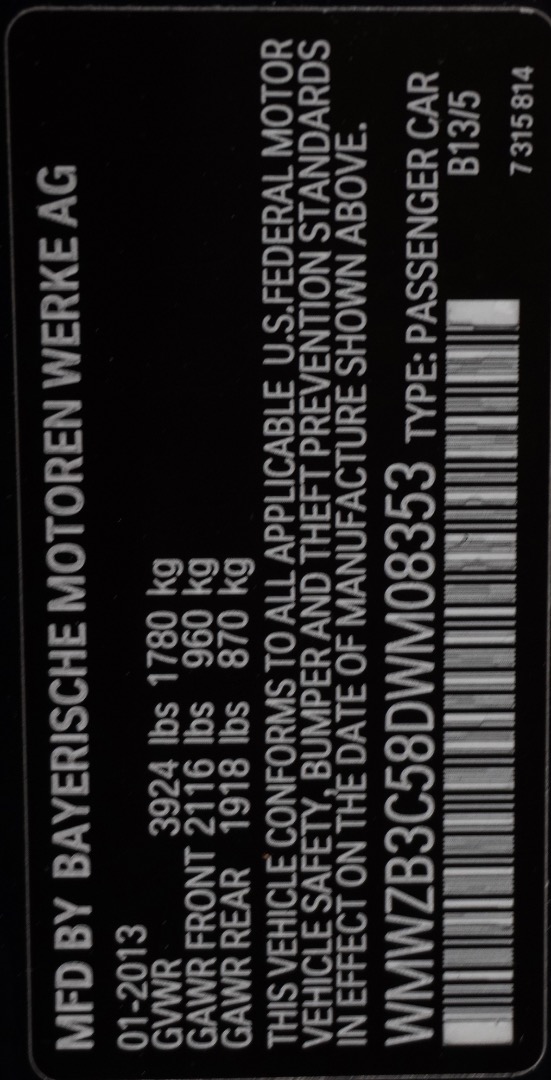 MFD BY BAYERISCHE MOTOREN WERKE AG
01-2013
GVWR 3924 lbs 1780 kg
GAWR FRONT 2116 lbs 960 kg
GAWR REAR 1918 lbs 870 kg
THIS VEHICLE CONFORMS TO ALL APPLICABLE U.S.FEDERAL MOTOR
VEHICLE SAFETY, BUMPER AND THEFT PREVENTION STANDARDS
IN EFFECT ON THE DATE OF MANUFACTURE SHOWN ABOVE.
WMWZB3C58DWM08353 TYPE: PASSENGER CAR
B13/5
7315814